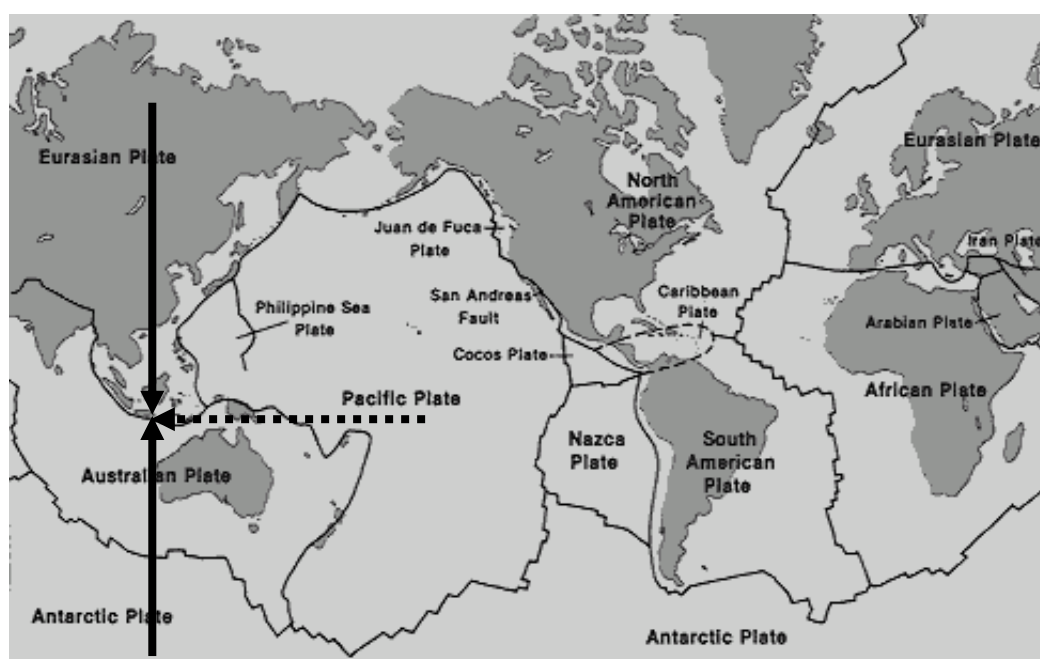 Eurasian Plate
North
American
Plate
Eurasian Plate
Juan de Fuca
Plate
Iran Plate
Philippine Sea
Plate
San Andreas
Fault
Caribbean
Plate
Arabian Plate
Cocos Plate
Pacific Plate
African Plate
Nazca
Plate
South
American
Plate
Australian Plate
Antarctic Plate
Antarctic Plate